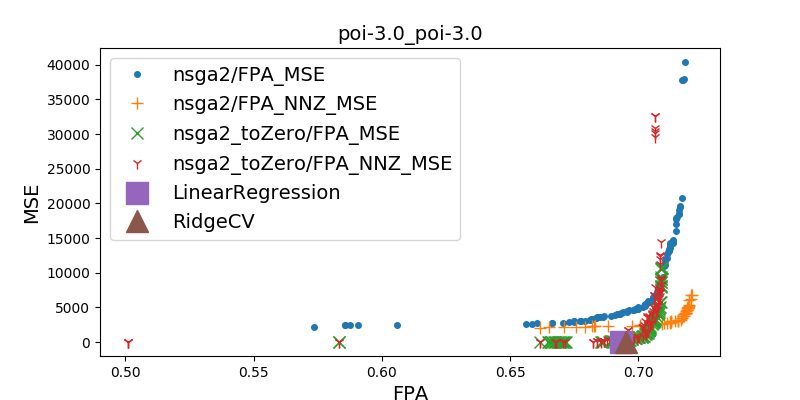 poi-3.0_poi-3.0
MSE
40000
35000
30000
25000
20000
15000
10000
5000
0
nsga2/FPA_MSE
nsga2/FPA_NNZ_MSE
nsga2_toZero/FPA_MSE
nsga2_toZero/FPA_NNZ_MSE
LinearRegression
RidgeCV
0.50 0.55 0.60 0.65 0.70
FPA